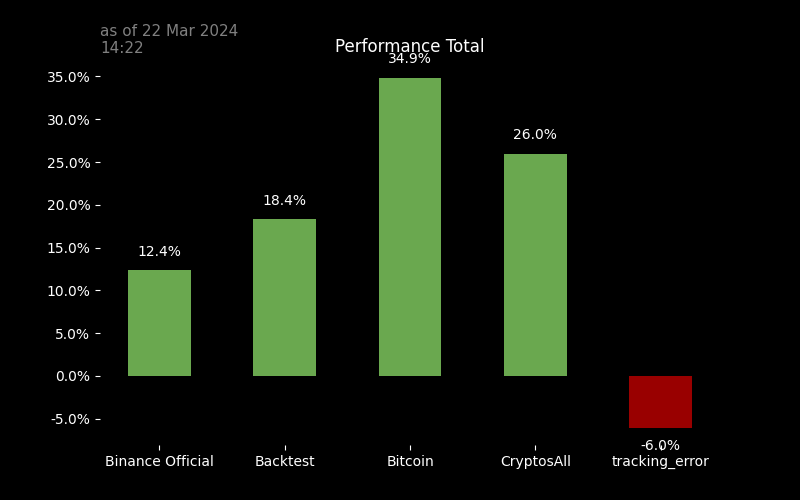 as of 22 Mar 2024
14:22
Performance Total
35.0%
30.0%
25.0%
20.0%
15.0%
10.0%
5.0%
0.0%
-5.0%
12.4%
18.4%
34.9%
26.0%
-6.0%
Binance Official
Backtest
Bitcoin
CryptosAll
tracking_error